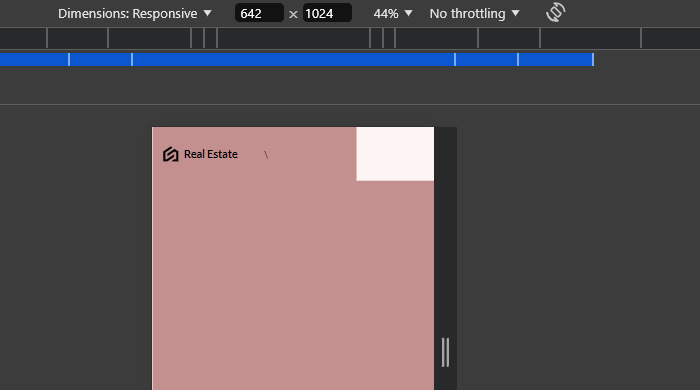 Dimensions: Responsive 642 × 1024 44% No throttling
Real Estate \